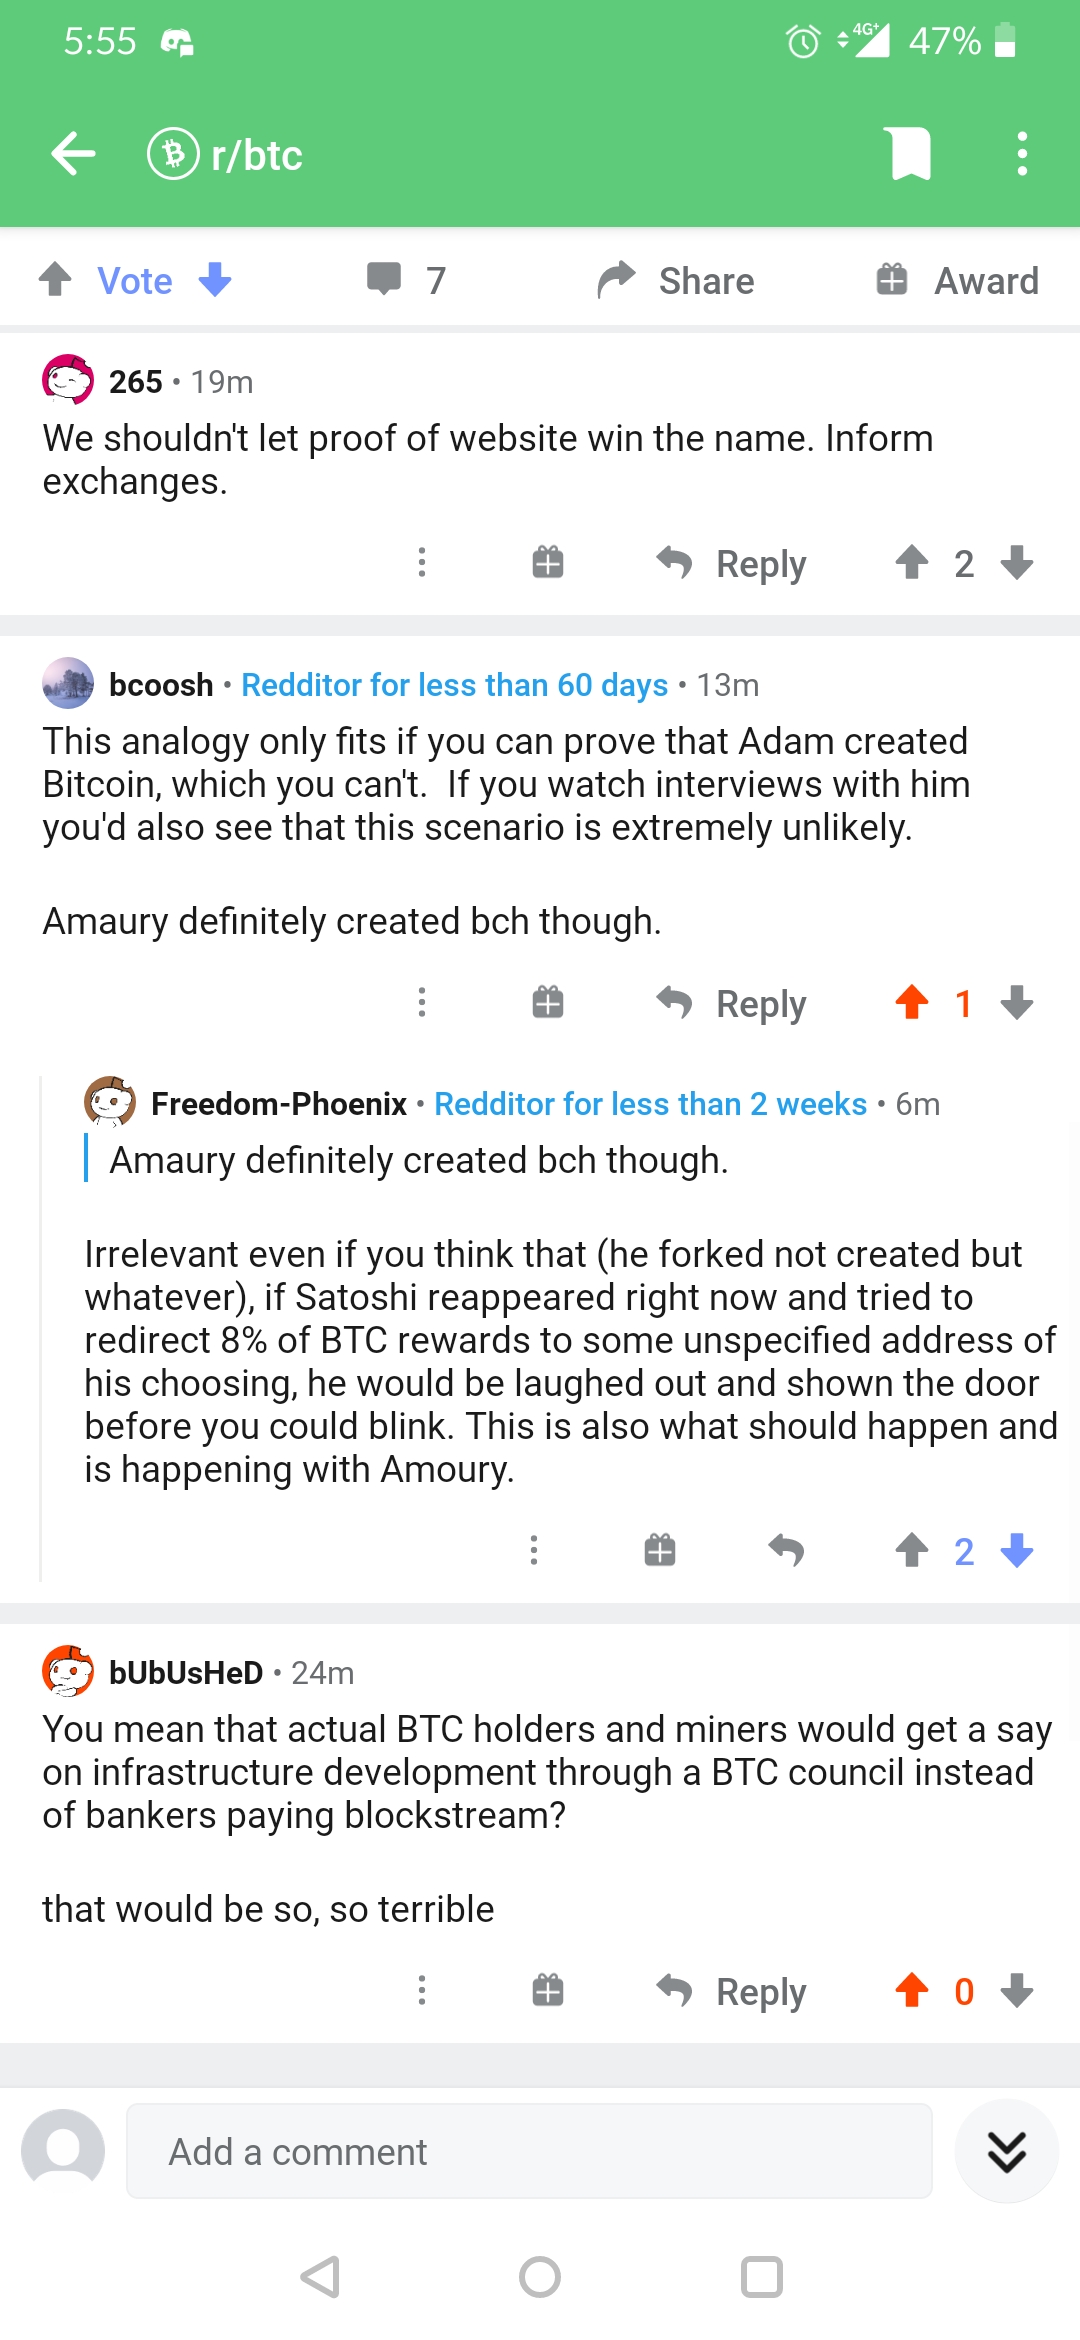 5:55
4G+ 47%
r/btc
Vote 7 Share Award
265 • 19m
We shouldn't let proof of website win the name. Inform
exchanges.
Reply 2
bcoosh • Redditor for less than 60 days • 13m
This analogy only fits if you can prove that Adam created
Bitcoin, which you can't.  If you watch interviews with him
you'd also see that this scenario is extremely unlikely.
Amaury definitely created bch though.
Reply 1
Freedom-Phoenix • Redditor for less than 2 weeks • 6m
Amaury definitely created bch though.
Irrelevant even if you think that (he forked not created but
whatever), if Satoshi reappeared right now and tried to
redirect 8% of BTC rewards to some unspecified address of
his choosing, he would be laughed out and shown the door
before you could blink. This is also what should happen and
is happening with Amoury.
2
bUbUsHeD • 24m
You mean that actual BTC holders and miners would get a say
on infrastructure development through a BTC council instead
of bankers paying blockstream?
that would be so, so terrible
Reply 0
Add a comment